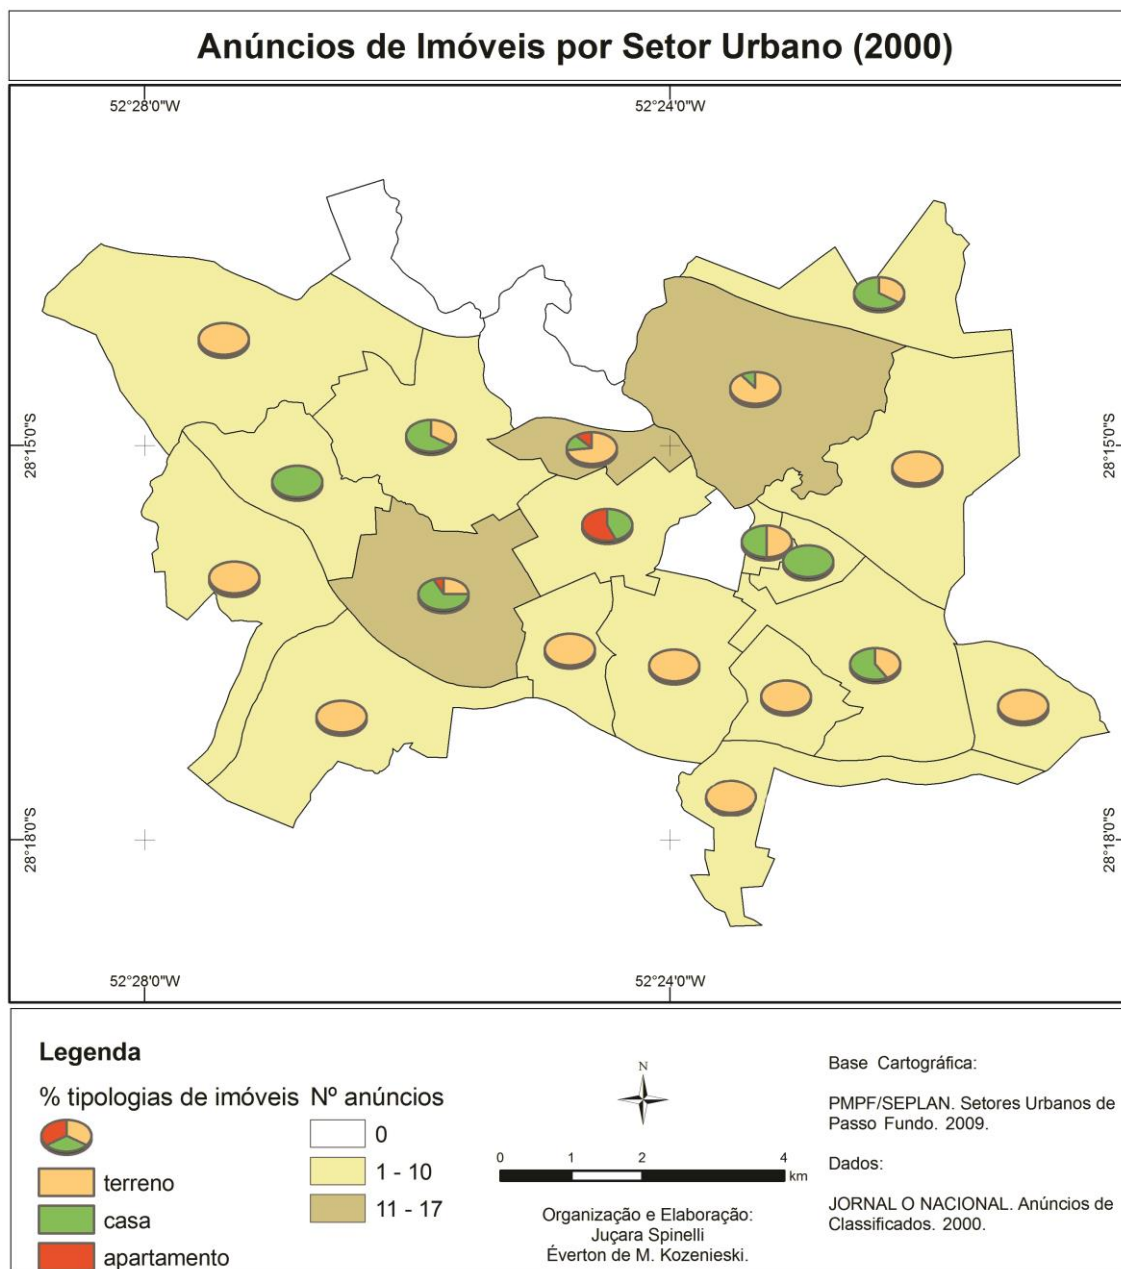 Anúncios de Imóveis por Setor Urbano (2000)
52°28'0"W
52°24'0"W
28°15'0"S
28°15'0"S
28°18'0"S
28°18'0"S
52°28'0"W
52°24'0"W
Legenda
% tipologias de imóveis
terreno
casa
apartamento
Nº anúncios
0
1 - 10
11 - 17
N
0 1 2 4
km
Organização e Elaboração:
Juçara Spinelli
Éverton de M. Kozenieski.
Base Cartográfica:
PMPF/SEPLAN. Setores Urbanos de
Passo Fundo. 2009.
Dados:
JORNAL O NACIONAL. Anúncios de
Classificados. 2000.